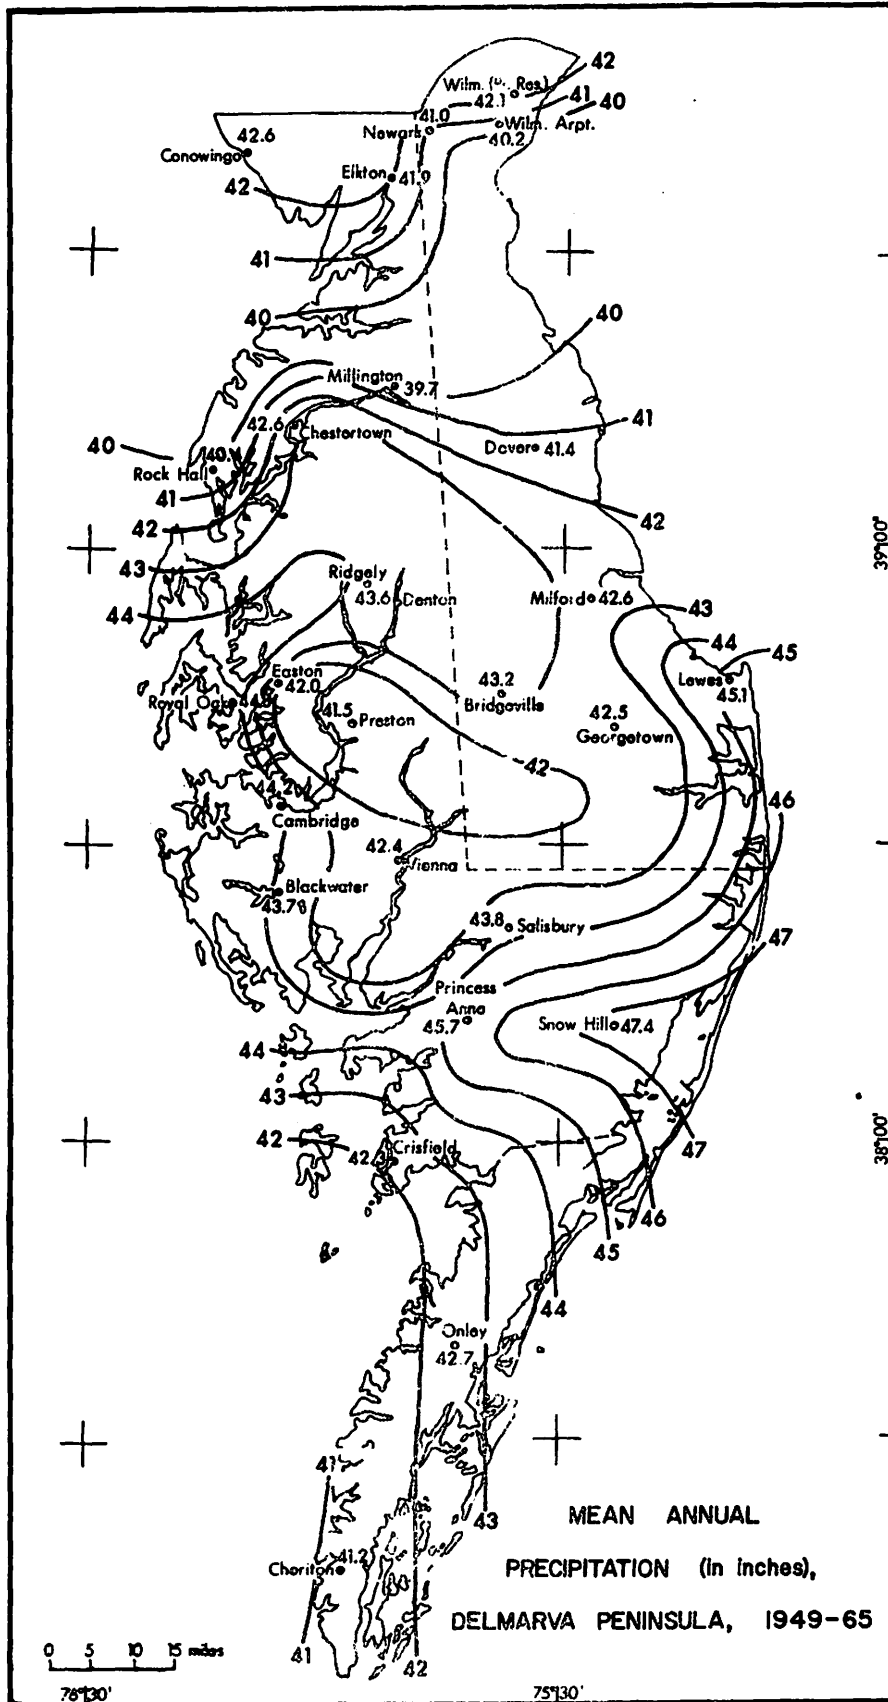 42
Wilm. (
Res.)
42.1
41
40
41.0
Newark
Wilm. Arpt.
40.2
42.6
Conowingo
Elkton
41.9
42
41
40
40
Millington
39.7
41
42.6
Chestertown
40
Dover 41.4
Rock Hall
41
42
42
43
39°00'
Ridgely
43.6
Denton
Milford 42.6
43
44
44
45
Easton
42.0
43.2
Bridgeville
Lewes
45.1
Royal Oak
41.5
Preston
42.5
Georgetown
42
46
44.2
Cambridge
42.4
Vienna
Blackwater
43.8
Salisbury
47
Princess
Anne
45.7
Snow Hill 47.4
44
43
42
Crisfield
42.3
47
38°00'
46
45
44
Onley
42.7
41
43
MEAN ANNUAL
PRECIPITATION (in inches),
DELMARVA PENINSULA, 1949-65
41.2
41
42
0 5 10 15 miles
76°30'
75°30'